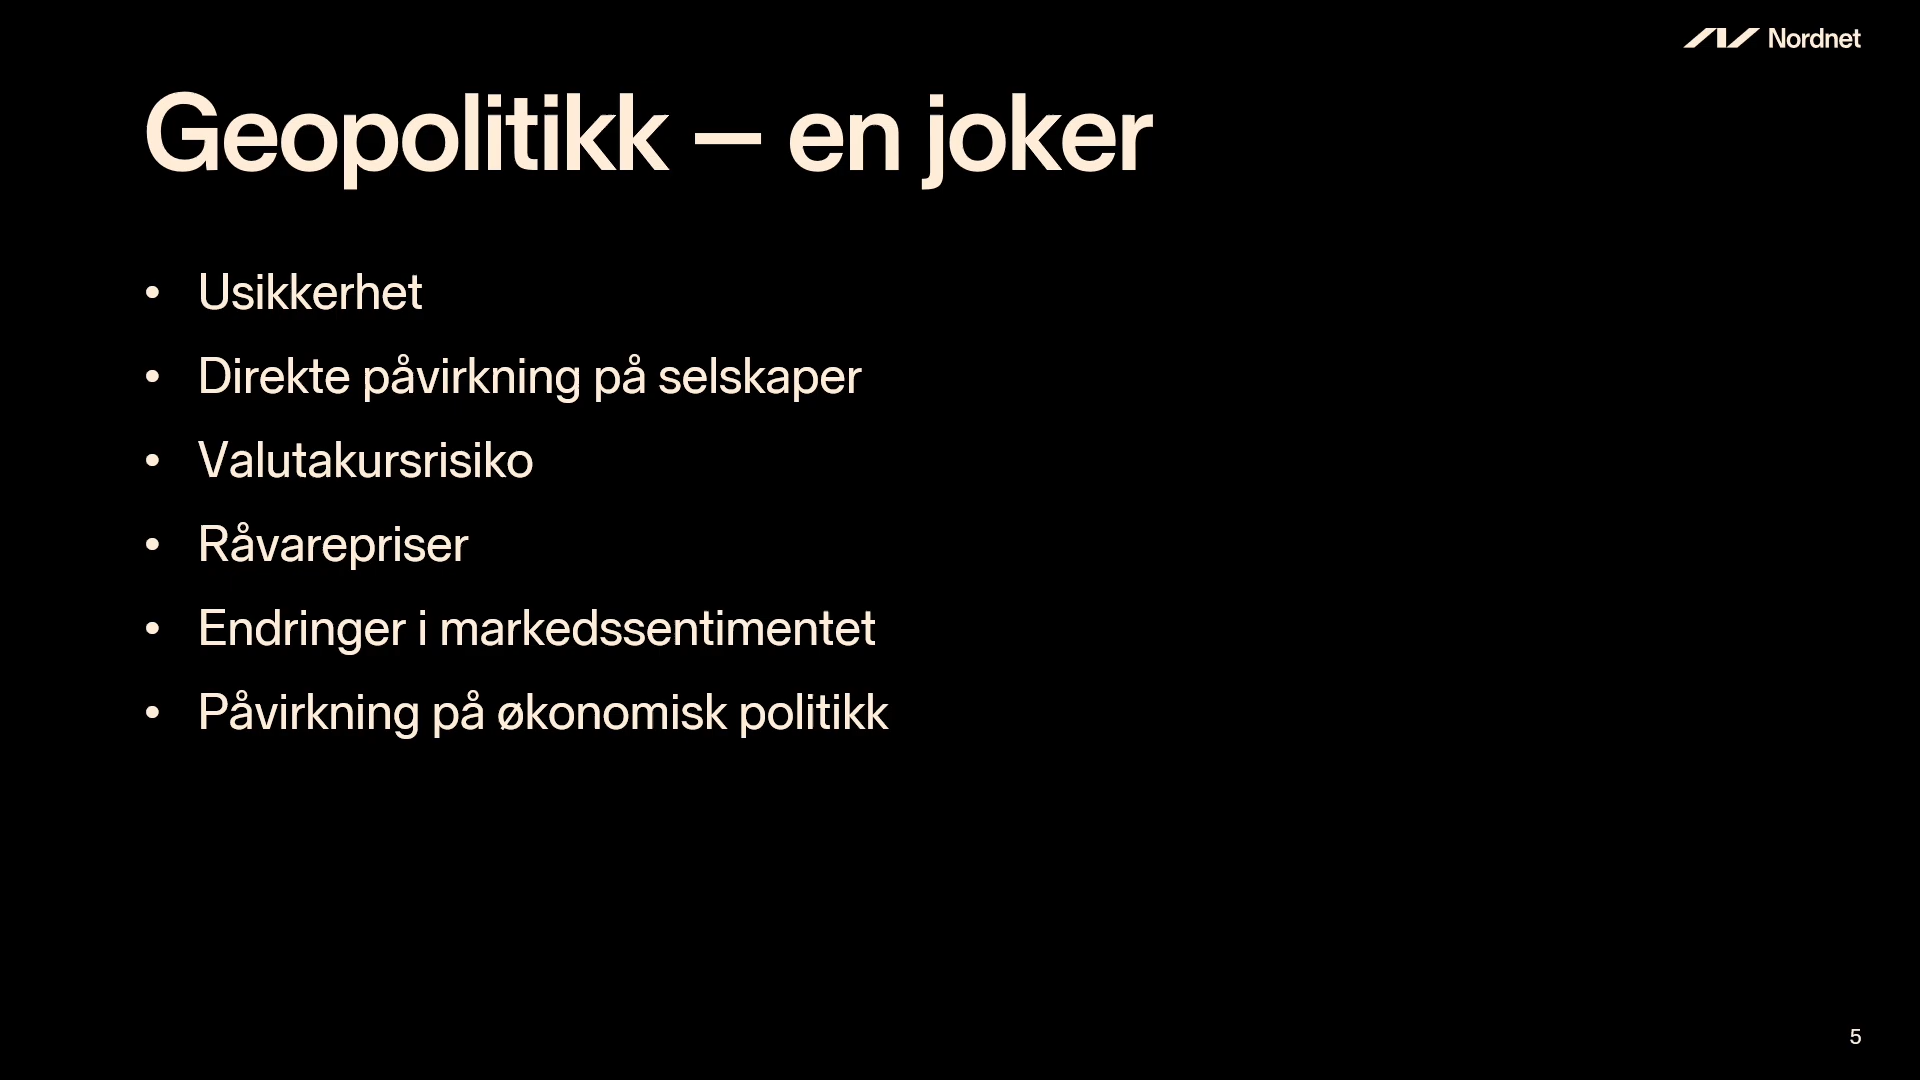 Nordnet
Geopolitikk – en joker
• Usikkerhet
• Direkte påvirkning på selskaper
• Valutakursrisiko
• Råvarepriser
• Endringer i markedssentimentet
• Påvirkning på økonomisk politikk
5